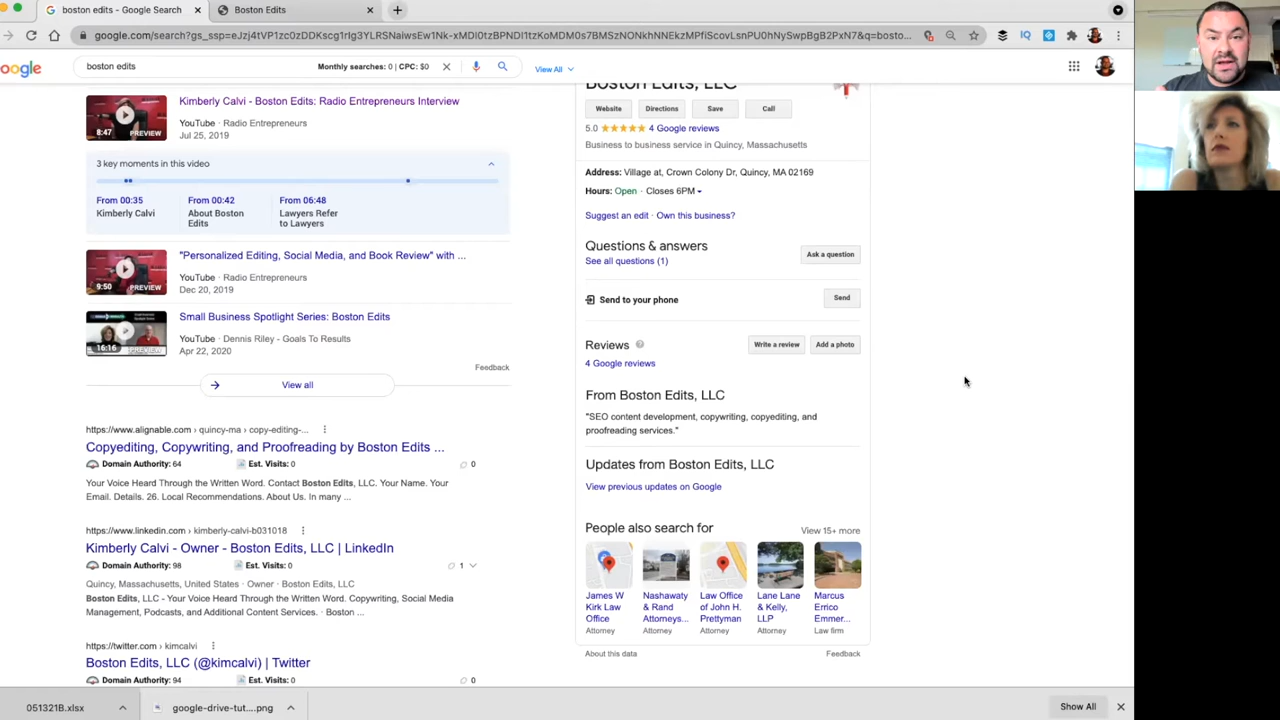 boston edits - Google Search
Boston Edits
google.com/search?gs_ssp=
boston edits
Monthly searches: 0 | CPC: $0
View All
Boston Edits, LLC
Website
Directions
Save
Call
5.0
4 Google reviews
Business to business service in Quincy, Massachusetts
Address: Village at, Crown Colony Dr, Quincy, MA 02169
Hours: Open · Closes 6PM
Suggest an edit · Own this business?
Questions & answers
See all questions (1)
Ask a question
Send to your phone
Send
Reviews
Write a review
Add a photo
4 Google reviews
From Boston Edits, LLC
"SEO content development, copywriting, copyediting, and
proofreading services."
Updates from Boston Edits, LLC
View previous updates on Google
People also search for
View 15+ more
James W
Kirk Law
Office
Attorney
Nashawaty
& Rand
Attorneys...
Attorney
Law Office
of John H.
Prettyman
Attorney
Lane Lane
& Kelly,
LLP
Attorney
Marcus
Errico
Emmer...
Law firm
About this data
Feedback
8:47
PREVIEW
Kimberly Calvi - Boston Edits: Radio Entrepreneurs Interview
YouTube · Radio Entrepreneurs
Jul 25, 2019
3 key moments in this video
From 00:35
Kimberly Calvi
From 00:42
About Boston
Edits
From 06:48
Lawyers Refer
to Lawyers
9:50
PREVIEW
"Personalized Editing, Social Media, and Book Review" with ...
YouTube · Radio Entrepreneurs
Dec 20, 2019
16:16
PREVIEW
Small Business Spotlight Series: Boston Edits
YouTube · Dennis Riley - Goals To Results
Apr 22, 2020
Feedback
View all
https://www.alignable.com › quincy-ma › copy-editing-...
Copyediting, Copywriting, and Proofreading by Boston Edits ...
Domain Authority: 64
Est. Visits: 0
0
Your Voice Heard Through the Written Word. Contact Boston Edits, LLC. Your Name. Your
Email. Details. 26. Local Recommendations. About Us. In many ...
https://www.linkedin.com › kimberly-calvi-b031018
Kimberly Calvi - Owner - Boston Edits, LLC | LinkedIn
Domain Authority: 98
Est. Visits: 0
1
Quincy, Massachusetts, United States · Owner · Boston Edits, LLC
Boston Edits, LLC - Your Voice Heard Through the Written Word. Copywriting, Social Media
Management, Podcasts, and Additional Content Services. · Boston ...
https://twitter.com › kimcalvi
Boston Edits, LLC (@kimcalvi) | Twitter
Domain Authority: 94
Est. Visits: 0
0
051321B.xlsx
google-drive-tut....png
Show All